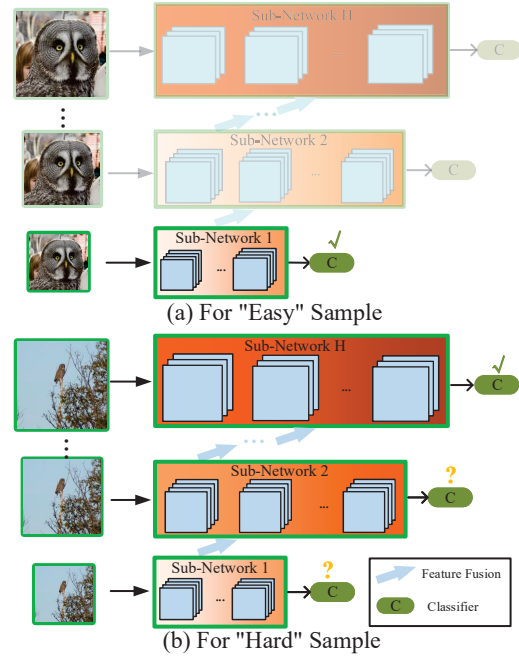 Sub-Network H
C
...
Sub-Network 2
...
C
Sub-Network 1
...
√
C
(a) For "Easy" Sample
Sub-Network H
...
√
C
...
Sub-Network 2
...
?
C
Sub-Network 1
...
?
C
Feature Fusion
C Classifier
(b) For "Hard" Sample